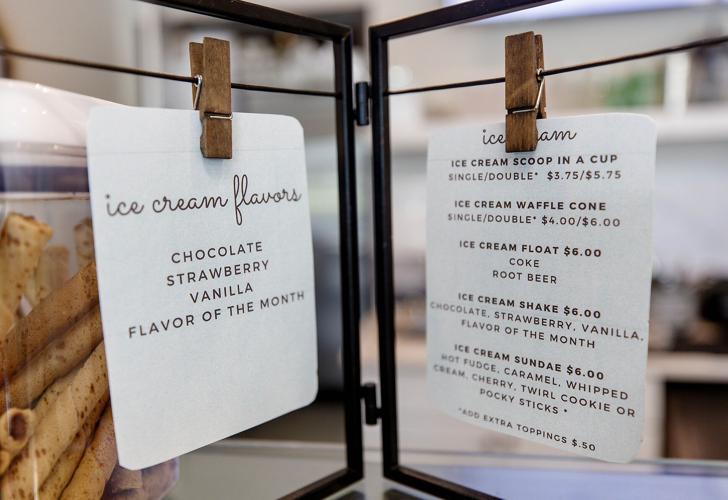 ice cream flavors
CHOCOLATE
STRAWBERRY
VANILLA
FLAVOR OF THE MONTH
ice am
ICE CREAM SCOOP IN A CUP
SINGLE/DOUBLE* $3.75/$5.75
ICE CREAM WAFFLE CONE
SINGLE/DOUBLE* $4.00/$6.00
ICE CREAM FLOAT $6.00
COKE
ROOT BEER
ICE CREAM SHAKE $6.00
CHOCOLATE, STRAWBERRY, VANILLA,
FLAVOR OF THE MONTH
ICE CREAM SUNDAE $6.00
HOT FUDGE, CARAMEL, WHIPPED
CREAM, CHERRY, TWIRL COOKIE OR
POCKY STICKS *
*ADD EXTRA TOPPINGS $.50